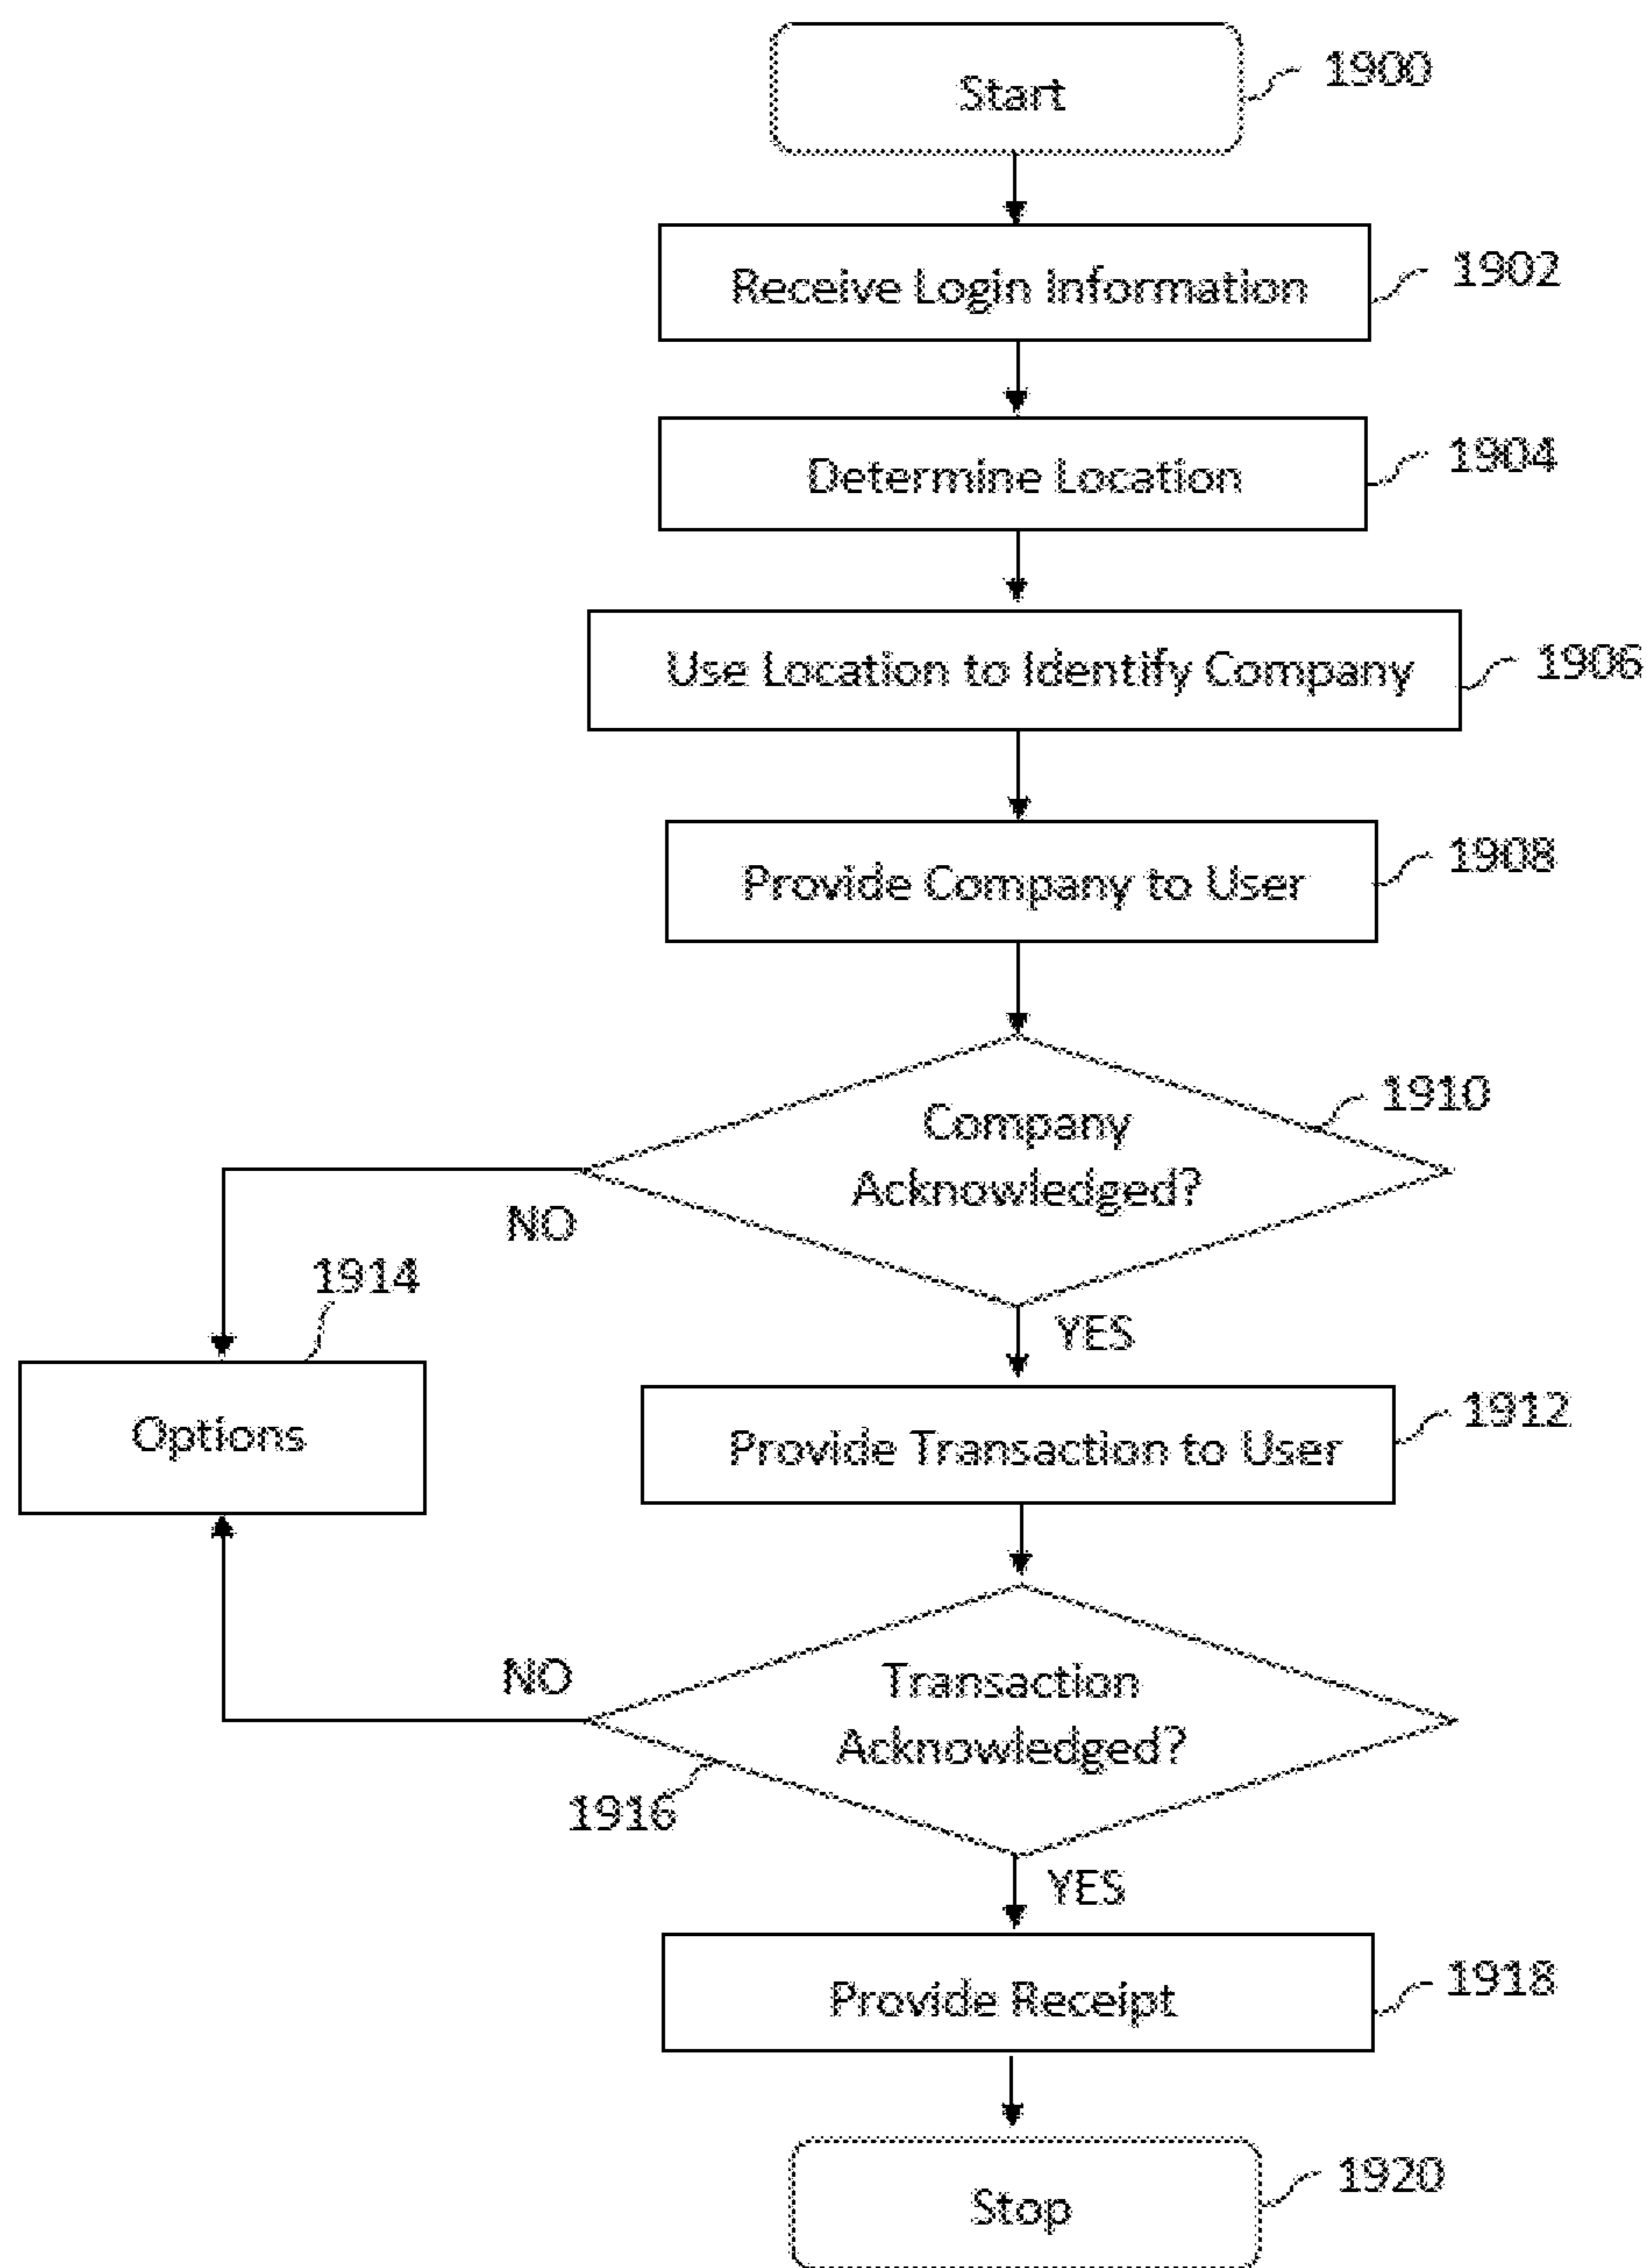 Start
1900
Receive Login Information
1902
Determine Location
1904
Use Location to Identify Company
1906
Provide Company to User
1908
Company
Acknowledged?
1910
NO
YES
1914
Options
Provide Transaction to User
1912
Transaction
Acknowledged?
NO
1916
YES
Provide Receipt
1918
Stop
1920